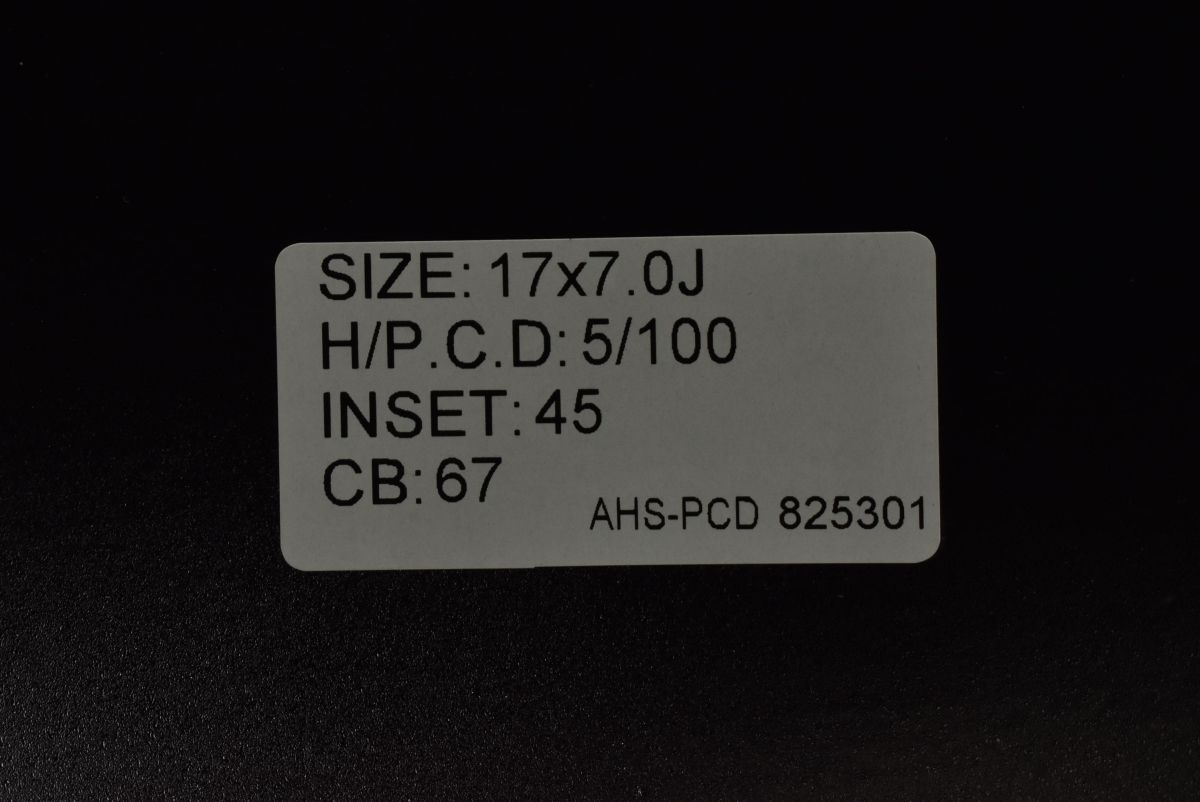 SIZE: 17x7.0J
H/P.C.D: 5/100
INSET: 45
CB: 67
AHS-PCD 825301